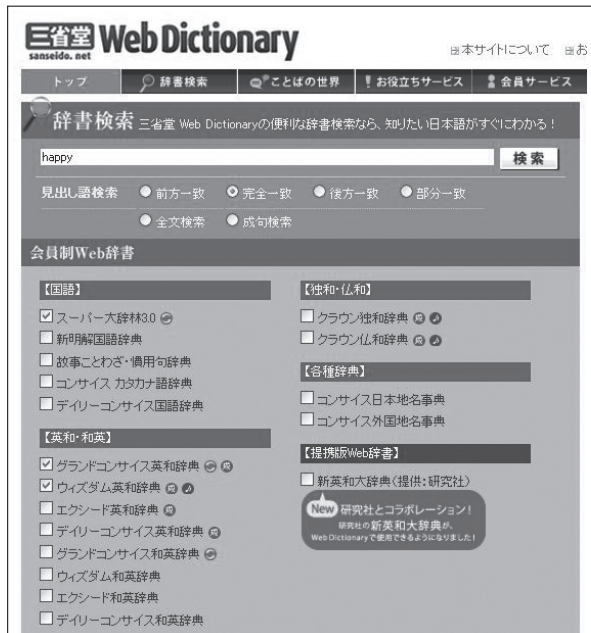 三省堂 Web Dictionary
sanseido.net
本サイトについて お
トップ 辞書検索 ことばの世界 お役立ちサービス 会員サービス
辞書検索 三省堂 Web Dictionaryの便利な辞書検索なら、知りたい日本語がすぐにわかる!
happy 検索
見出し語検索 前方一致 完全一致 後方一致 部分一致
全文検索 成句検索
会員制Web辞書
【国語】
スーパー大辞林3.0
新明解国語辞典
故事ことわざ・慣用句辞典
コンサイス カタカナ語辞典
デイリーコンサイス国語辞典
【英和・和英】
グランドコンサイス英和辞典
ウィズダム英和辞典
エクシード英和辞典
デイリーコンサイス英和辞典
グランドコンサイス和英辞典
ウィズダム和英辞典
エクシード和英辞典
デイリーコンサイス和英辞典
【独和・仏和】
クラウン独和辞典
クラウン仏和辞典
【各種辞典】
コンサイス日本地名事典
コンサイス外国地名事典
【提携版Web辞書】
新英和大辞典(提供:研究社)
New 研究社とコラボレーション!
研究社の新英和大辞典が、
Web Dictionaryで使用できるようになりました!